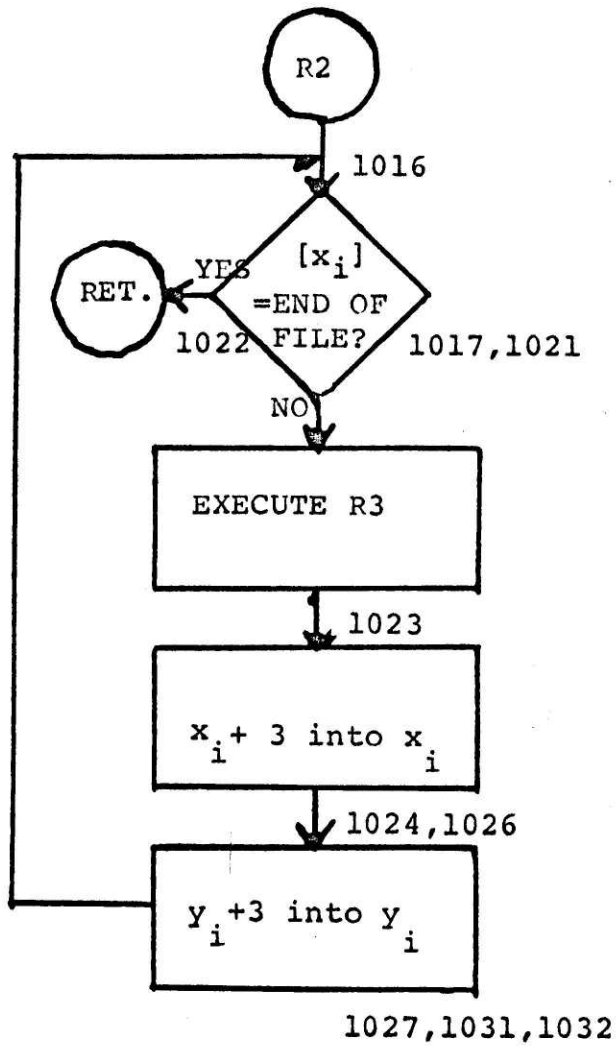 R2
1016
YES
[x_i]
RET.
=END OF
FILE?
1022
1017,1021
NO
EXECUTE R3
1023
x_i+ 3 into x_i
1024,1026
y_i+3 into y_i
1027,1031,1032